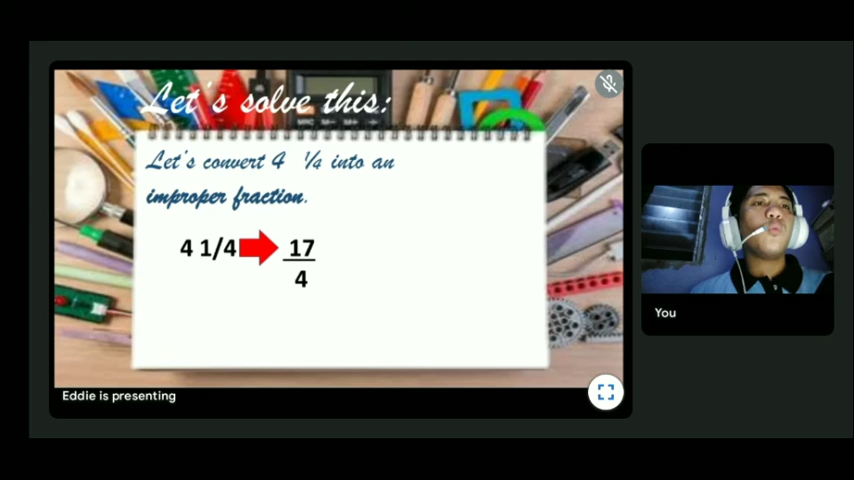 Let's solve this:
Let's convert 4 ¼ into an
improper fraction.
4 1/4 17
4
Eddie is presenting
You